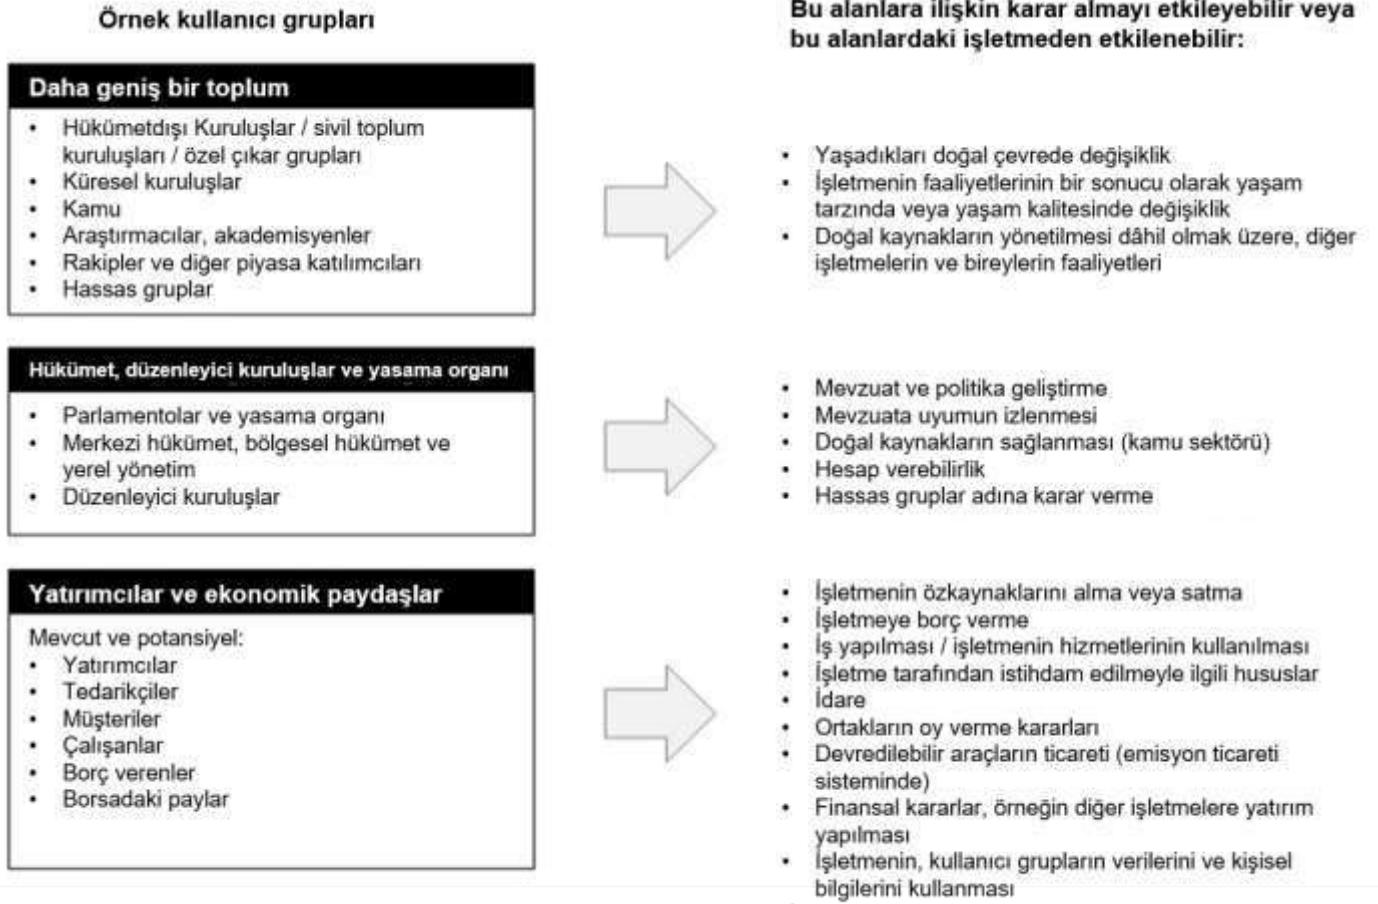 Örnek kullanıcı grupları
Bu alanlara ilişkin karar almayı etkileyebilir veya
bu alanlardaki işletmeden etkilenebilir:
Daha geniş bir toplum
• Hükümetdışı Kuruluşlar / sivil toplum
kuruluşları / özel çıkar grupları
• Küresel kuruluşlar
• Kamu
• Araştırmacılar, akademisyenler
• Rakipler ve diğer piyasa katılımcıları
• Hassas gruplar
• Yaşadıkları doğal çevrede değişiklik
• İşletmenin faaliyetlerinin bir sonucu olarak yaşam
tarzında veya yaşam kalitesinde değişiklik
• Doğal kaynakların yönetilmesi dâhil olmak üzere, diğer
işletmelerin ve bireylerin faaliyetleri
Hükümet, düzenleyici kuruluşlar ve yasama organı
• Parlamentolar ve yasama organı
• Merkezi hükümet, bölgesel hükümet ve
yerel yönetim
• Düzenleyici kuruluşlar
• Mevzuat ve politika geliştirme
• Mevzuata uyumun izlenmesi
• Doğal kaynakların sağlanması (kamu sektörü)
• Hesap verebilirlik
• Hassas gruplar adına karar verme
Yatırımcılar ve ekonomik paydaşlar
Mevcut ve potansiyel:
• Yatırımcılar
• Tedarikçiler
• Müşteriler
• Çalışanlar
• Borç verenler
• Borsadaki paylar
• İşletmenin özkaynaklarını alma veya satma
• İşletmeye borç verme
• İş yapılması / işletmenin hizmetlerinin kullanılması
• İşletme tarafından istihdam edilmeyle ilgili hususlar
• İdare
• Ortakların oy verme kararları
• Devredilebilir araçların ticareti (emisyon ticareti
sisteminde)
• Finansal kararlar, örneğin diğer işletmelere yatırım
yapılması
• İşletmenin, kullanıcı grupların verilerini ve kişisel
bilgilerini kullanması